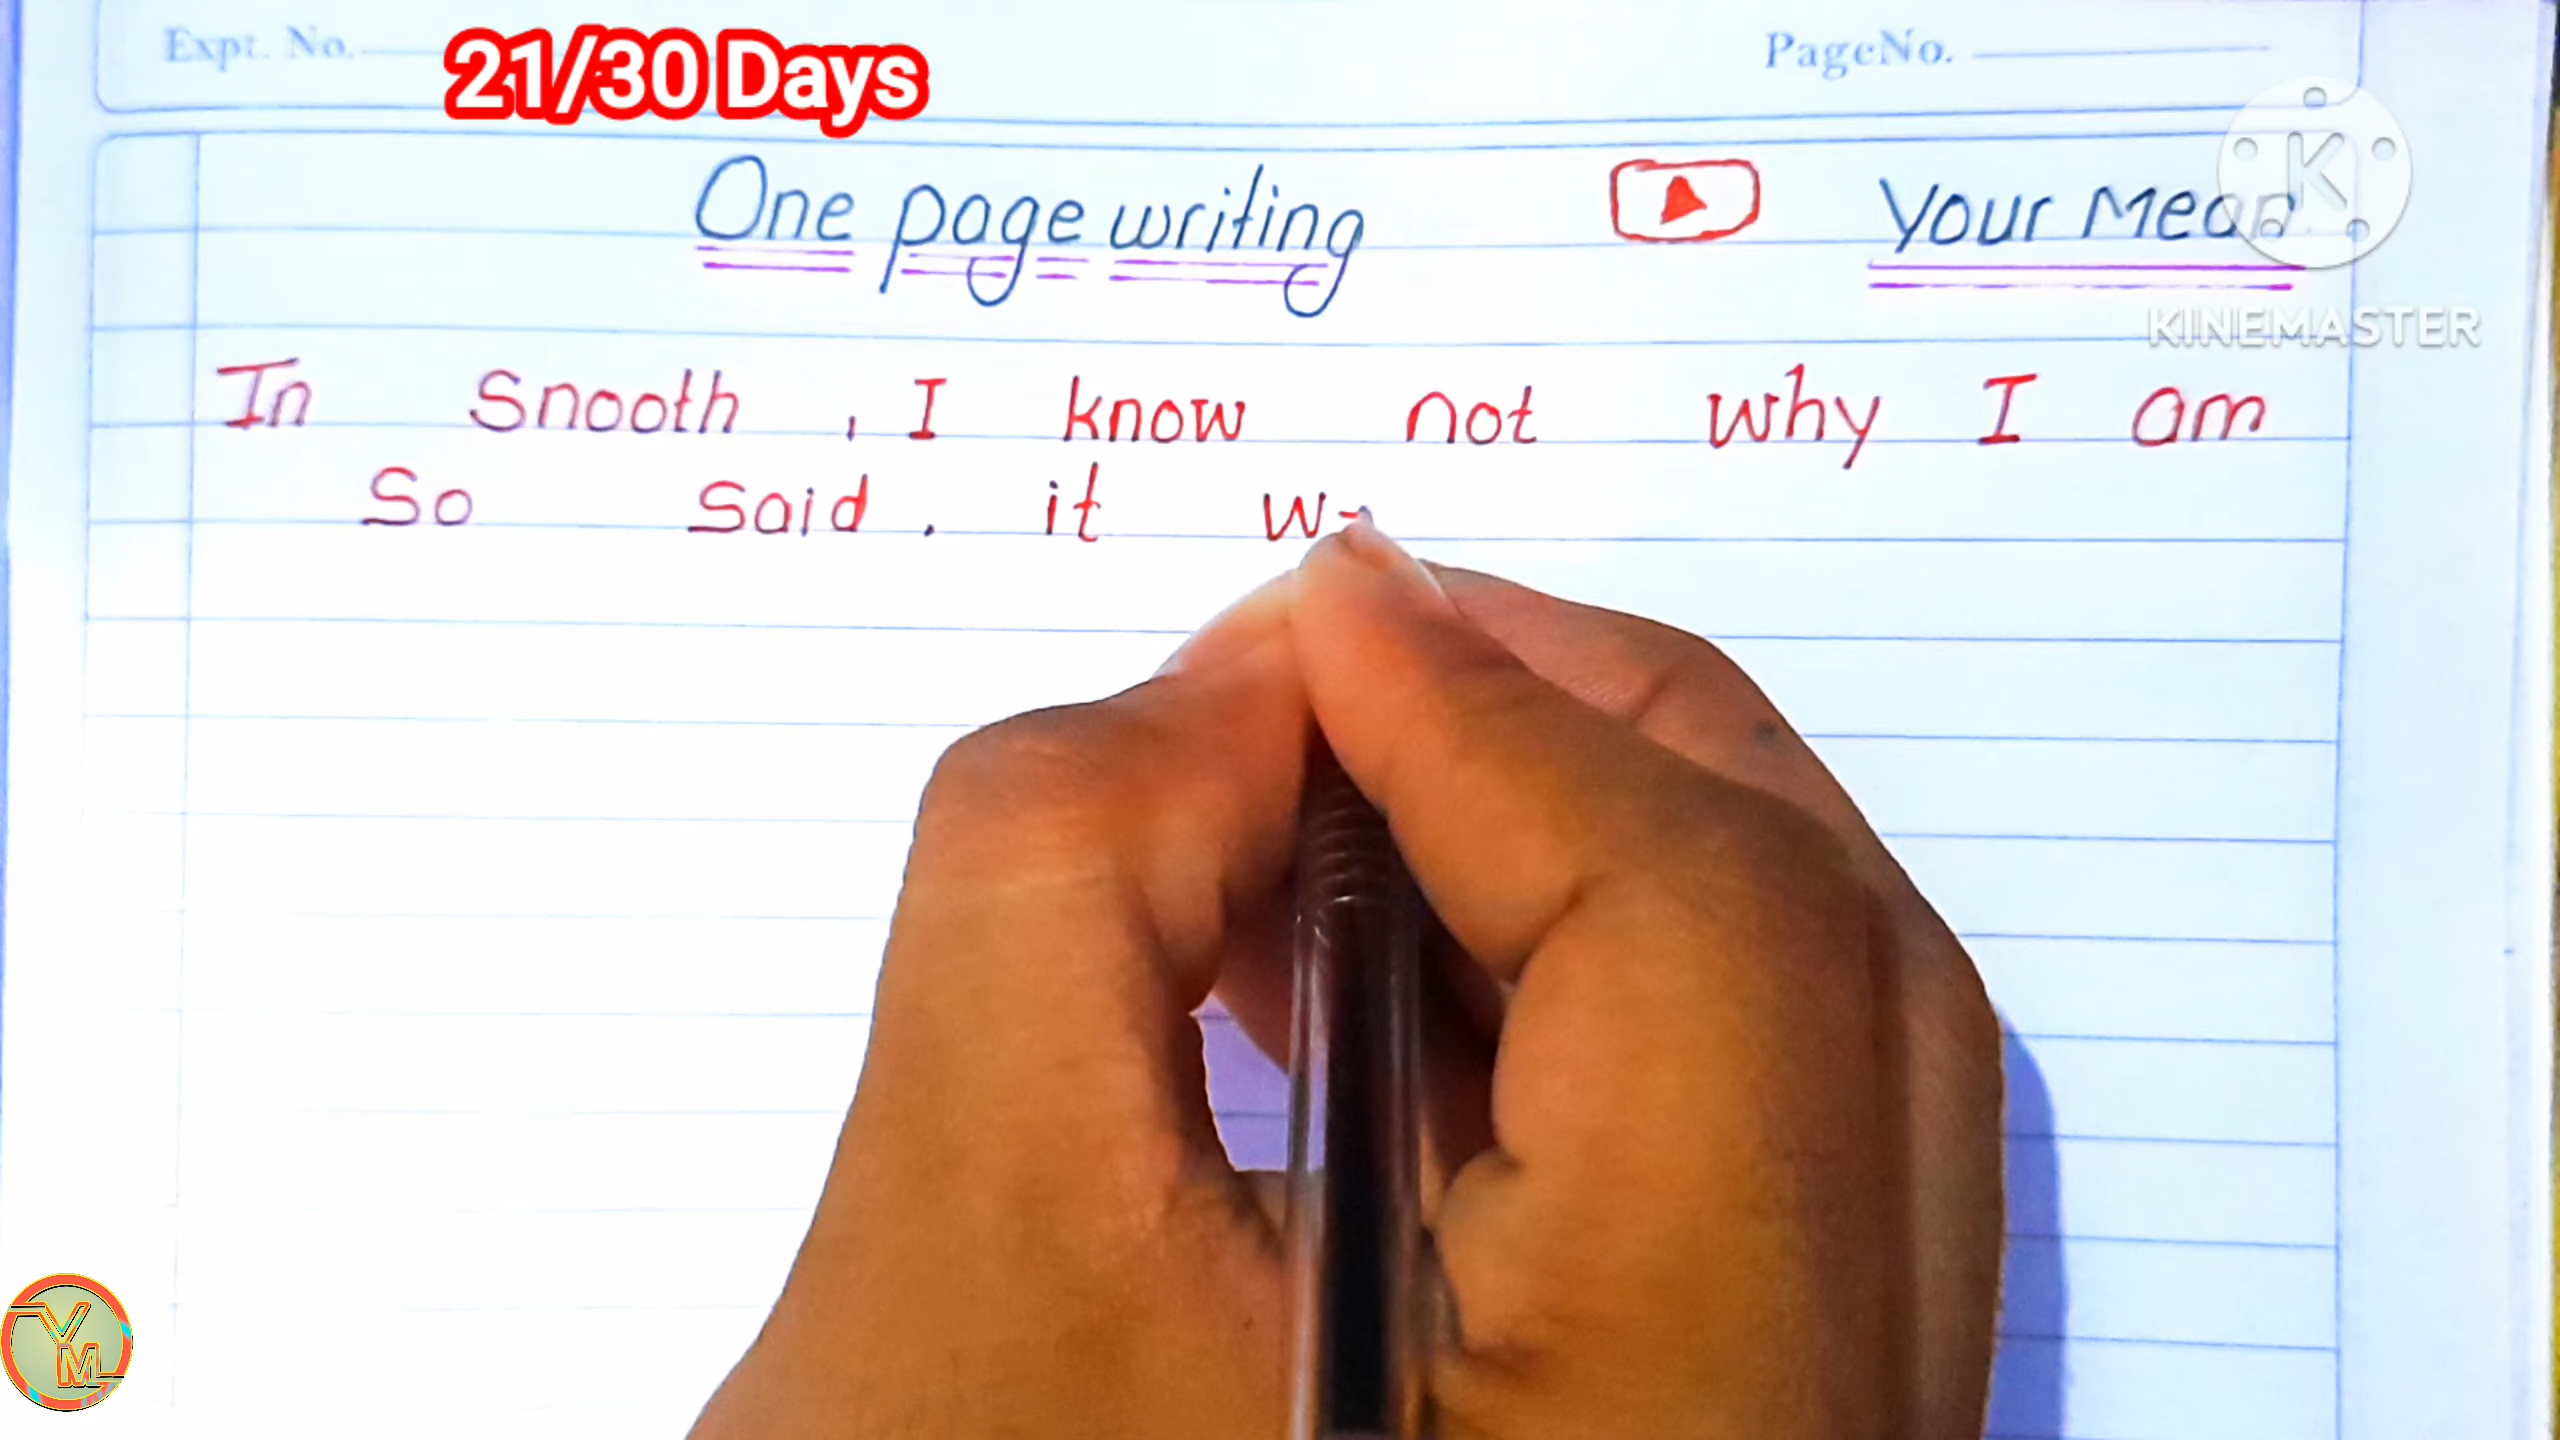 Expt. No.
21/30 Days
PageNo.
One page writing
Your Mean
KINEMASTER
In Snooth , I know not why I am
So Said . it
YM